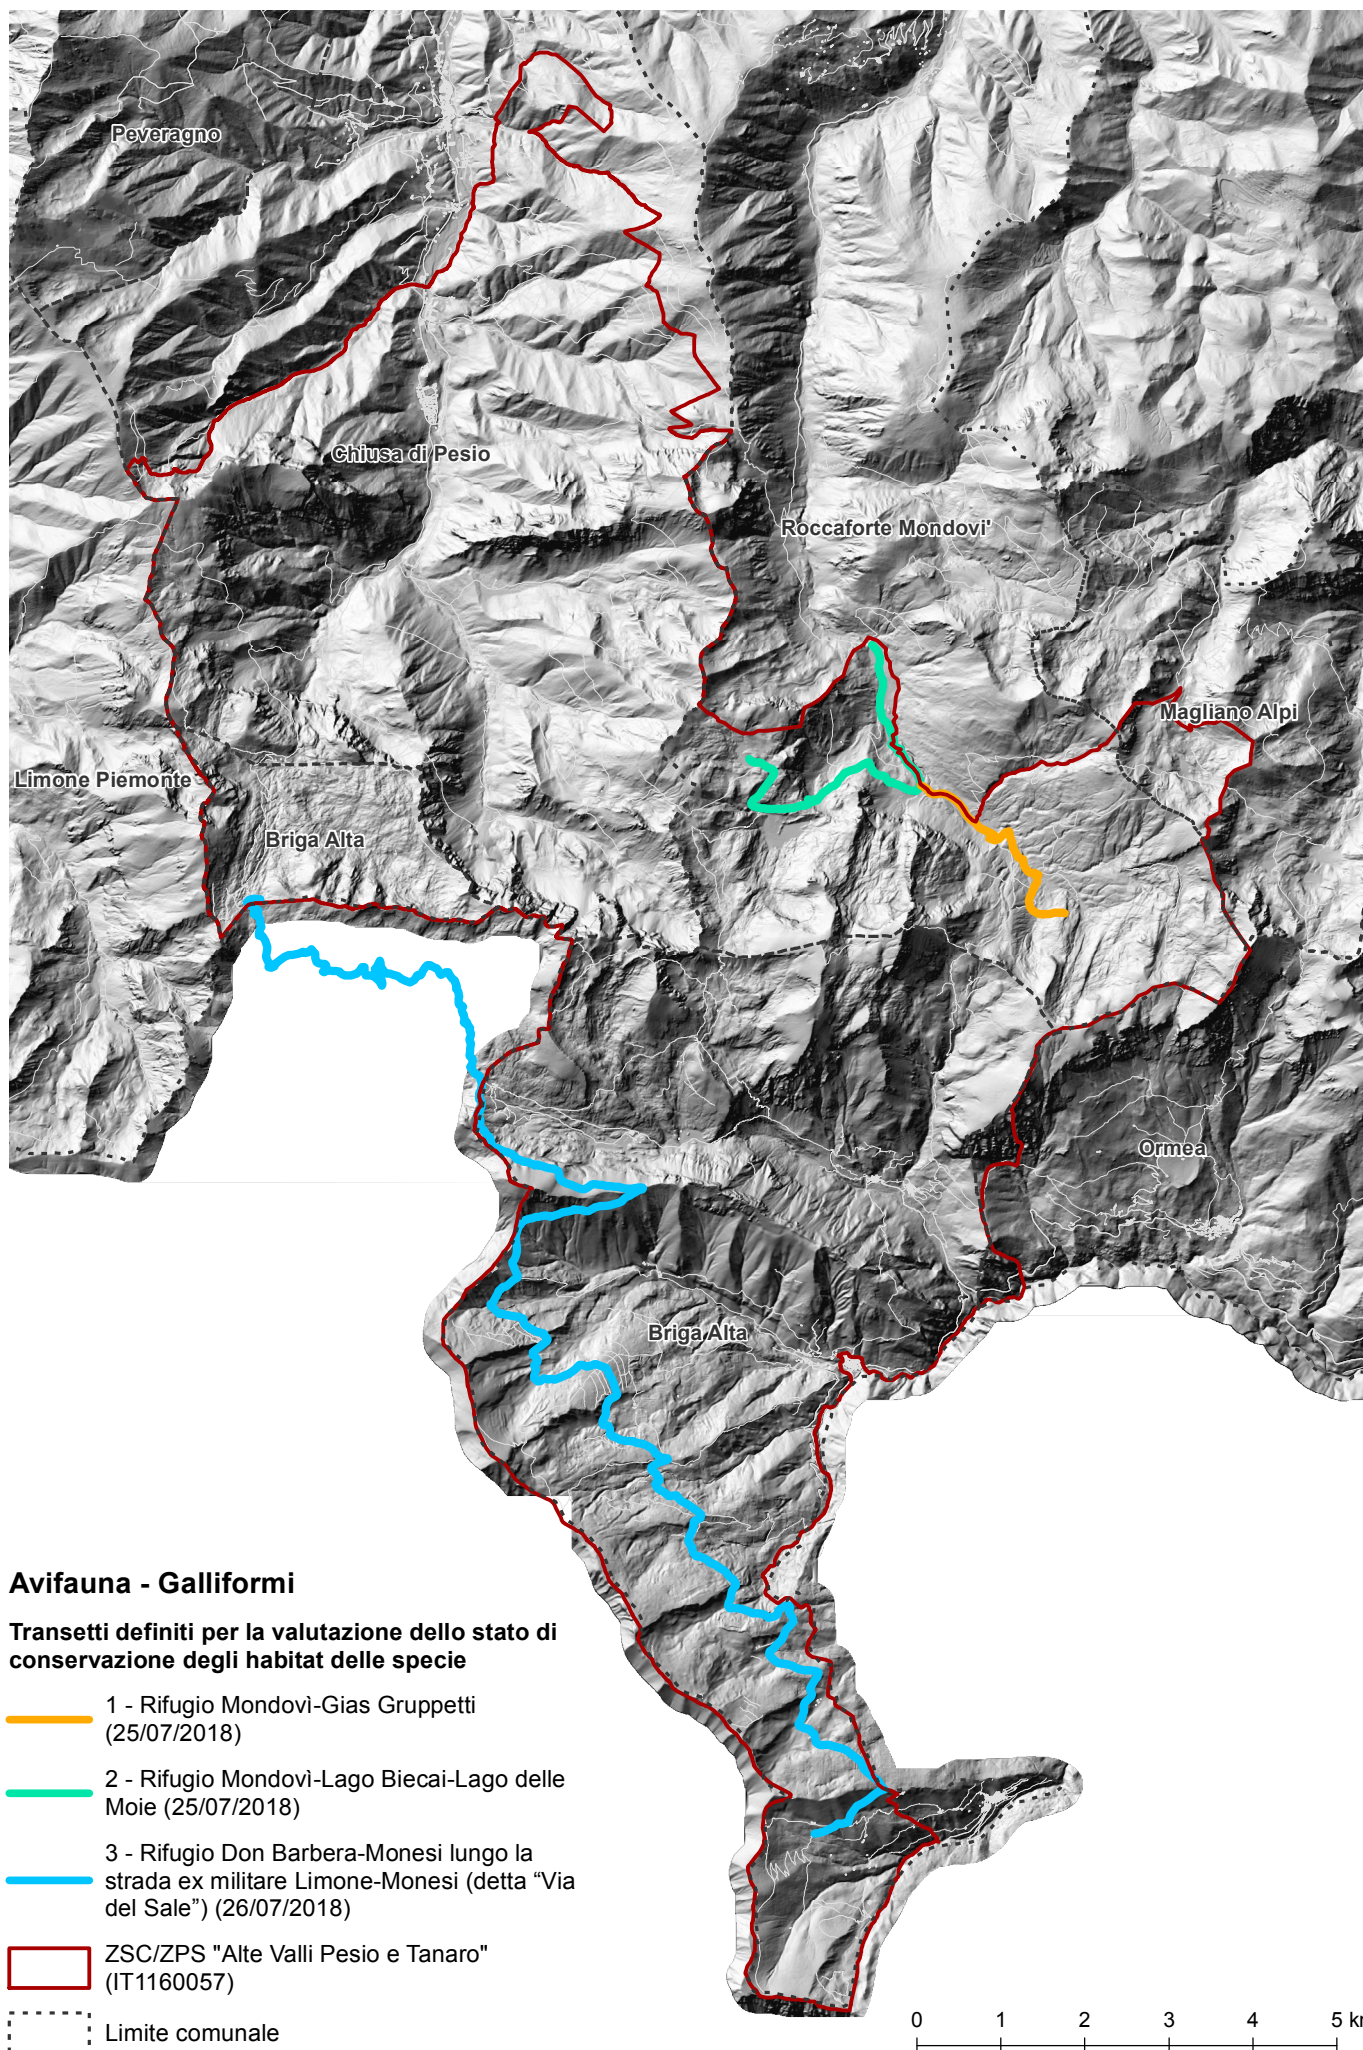 Peveragno
Chiusa di Pesio
Roccaforte Mondovi'
Magliano Alpi
Limone Piemonte
Briga Alta
Ormea
Briga Alta
Avifauna - Galliformi
Transetti definiti per la valutazione dello stato di
conservazione degli habitat delle specie
1 - Rifugio Mondovì-Gias Gruppetti
(25/07/2018)
2 - Rifugio Mondovì-Lago Biecai-Lago delle
Moie (25/07/2018)
3 - Rifugio Don Barbera-Monesi lungo la
strada ex militare Limone-Monesi (detta “Via
del Sale”) (26/07/2018)
ZSC/ZPS "Alte Valli Pesio e Tanaro"
(IT1160057)
Limite comunale
0 1 2 3 4 5 km